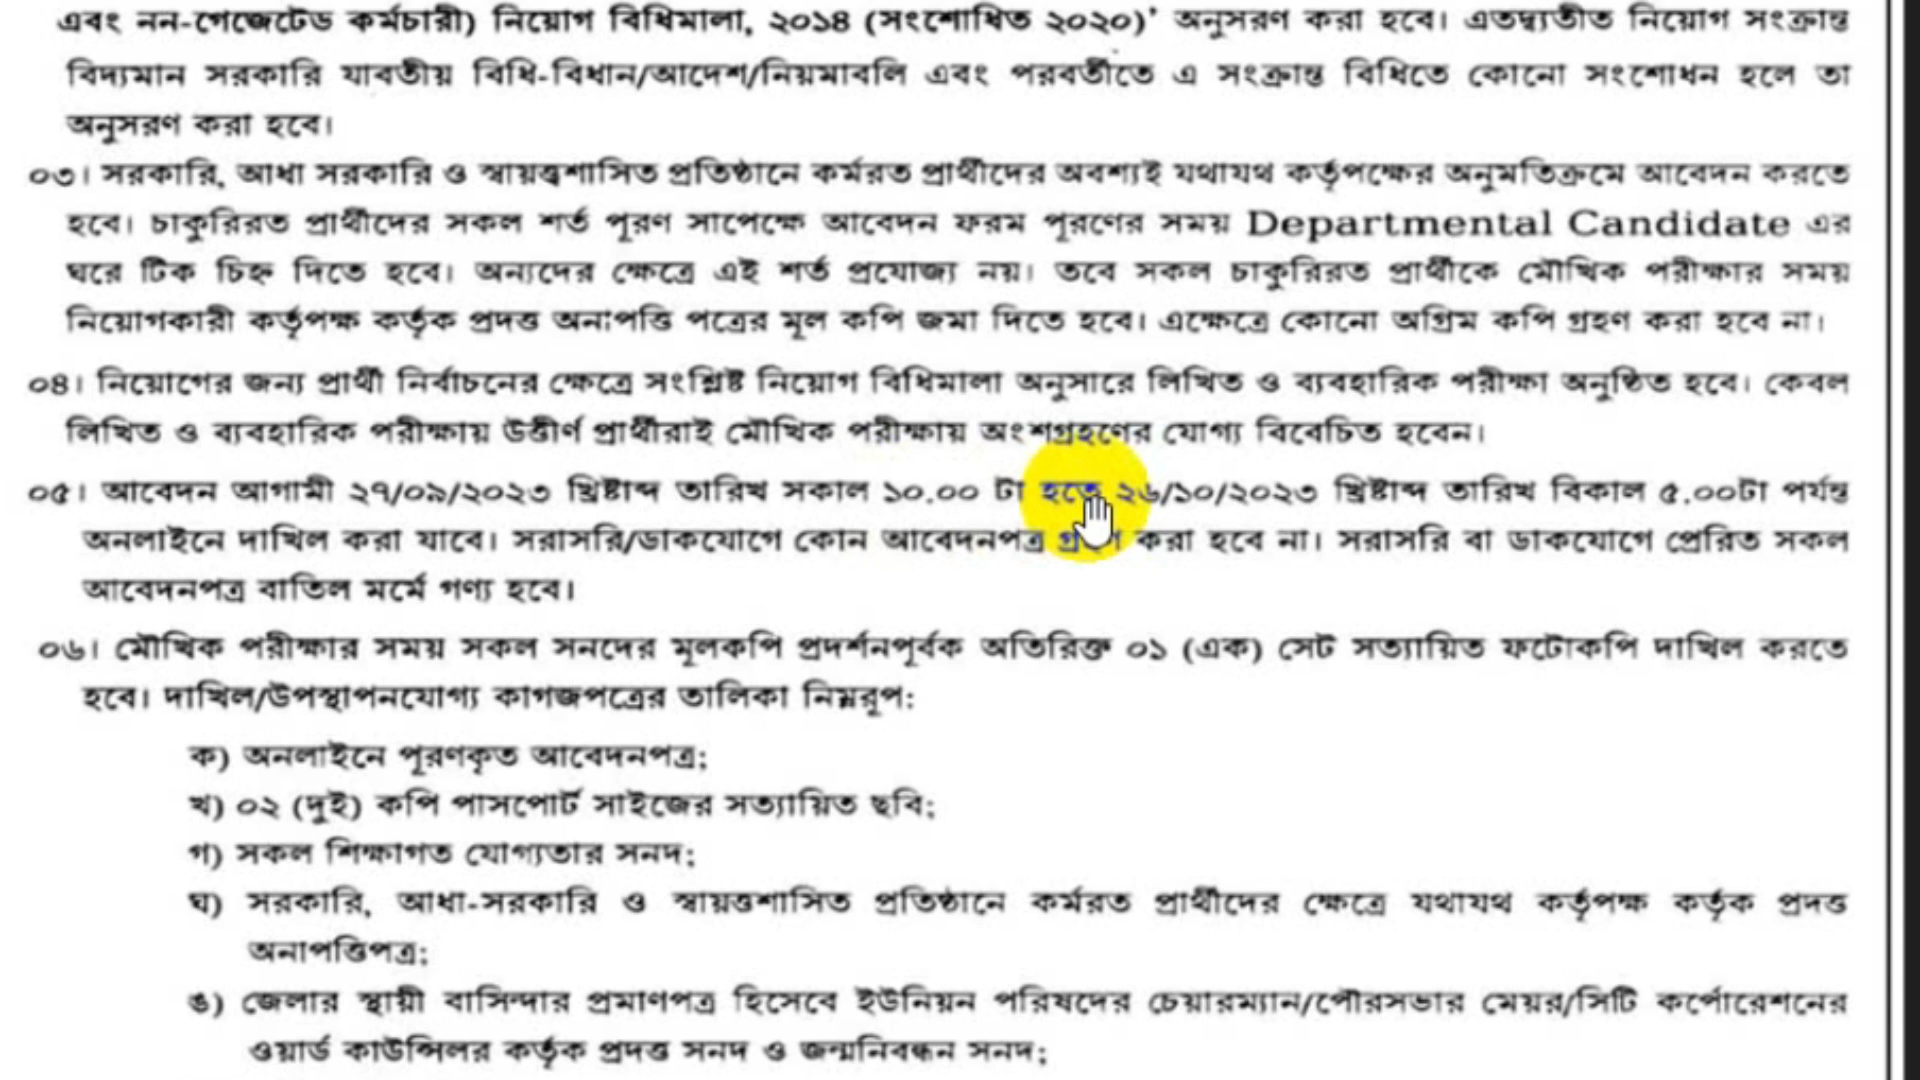 এবং নন-গেজেটেড কর্মচারী) নিয়োগ বিধিমালা, ২০১৪ (সংশোধিত ২০২০)' অনুসরণ করা হবে। এতদ্ব্যতীত নিয়োগ সংক্রান্ত
বিদ্যমান সরকারি যাবতীয় বিধি-বিধান/আদেশ/নিয়মাবলি এবং পরবর্তীতে এ সংক্রান্ত বিধিতে কোনো সংশোধন হলে তা
অনুসরণ করা হবে।
০৩। সরকারি, আধা সরকারি ও স্বায়ত্বশাসিত প্রতিষ্ঠানে কর্মরত প্রার্থীদের অবশ্যই যথাযথ কর্তৃপক্ষের অনুমতিক্রমে আবেদন করতে
হবে। চাকুরিরত প্রার্থীদের সকল শর্ত পূরণ সাপেক্ষে আবেদন ফরম পূরণের সময় Departmental Candidate এর
ঘরে টিক চিহ্ন দিতে হবে। অন্যদের ক্ষেত্রে এই শর্ত প্রযোজ্য নয়। তবে সকল চাকুরিরত প্রার্থীকে মৌখিক পরীক্ষার সময়
নিয়োগকারী কর্তৃপক্ষ কর্তৃক প্রদত্ত অনাপত্তি পত্রের মূল কপি জমা দিতে হবে। এক্ষেত্রে কোনো অগ্রিম কপি গ্রহণ করা হবে না।
০৪। নিয়োগের জন্য প্রার্থী নির্বাচনের ক্ষেত্রে সংশ্লিষ্ট নিয়োগ বিধিমালা অনুসারে লিখিত ও ব্যবহারিক পরীক্ষা অনুষ্ঠিত হবে। কেবল
লিখিত ও ব্যবহারিক পরীক্ষায় উত্তীর্ণ প্রার্থীরাই মৌখিক পরীক্ষায় অংশগ্রহণের যোগ্য বিবেচিত হবেন।
০৫। আবেদন আগামী ২৭/০৯/২০২৩ খ্রিষ্টাব্দ তারিখ সকাল ১০.০০ টা হতে ২৬/১০/২০২৩ খ্রিষ্টাব্দ তারিখ বিকাল ৫.০০টা পর্যন্ত
অনলাইনে দাখিল করা যাবে। সরাসরি/ডাকযোগে কোন আবেদনপত্র গ্রহণ করা হবে না। সরাসরি বা ডাকযোগে প্রেরিত সকল
আবেদনপত্র বাতিল মর্মে গণ্য হবে।
০৬। মৌখিক পরীক্ষার সময় সকল সনদের মূলকপি প্রদর্শনপূর্বক অতিরিক্ত ০১ (এক) সেট সত্যায়িত ফটোকপি দাখিল করতে
হবে। দাখিল/উপস্থাপনযোগ্য কাগজপত্রের তালিকা নিম্নরূপ:
ক) অনলাইনে পূরণকৃত আবেদনপত্র;
খ) ০২ (দুই) কপি পাসপোর্ট সাইজের সত্যায়িত ছবি;
গ) সকল শিক্ষাগত যোগ্যতার সনদ;
ঘ) সরকারি, আধা-সরকারি ও স্বায়ত্তশাসিত প্রতিষ্ঠানে কর্মরত প্রার্থীদের ক্ষেত্রে যথাযথ কর্তৃপক্ষ কর্তৃক প্রদত্ত
অনাপত্তিপত্র;
ঙ) জেলার স্থায়ী বাসিন্দার প্রমাণপত্র হিসেবে ইউনিয়ন পরিষদের চেয়ারম্যান/পৌরসভার মেয়র/সিটি কর্পোরেশনের
ওয়ার্ড কাউন্সিলর কর্তৃক প্রদত্ত সনদ ও জন্মনিবন্ধন সনদ;